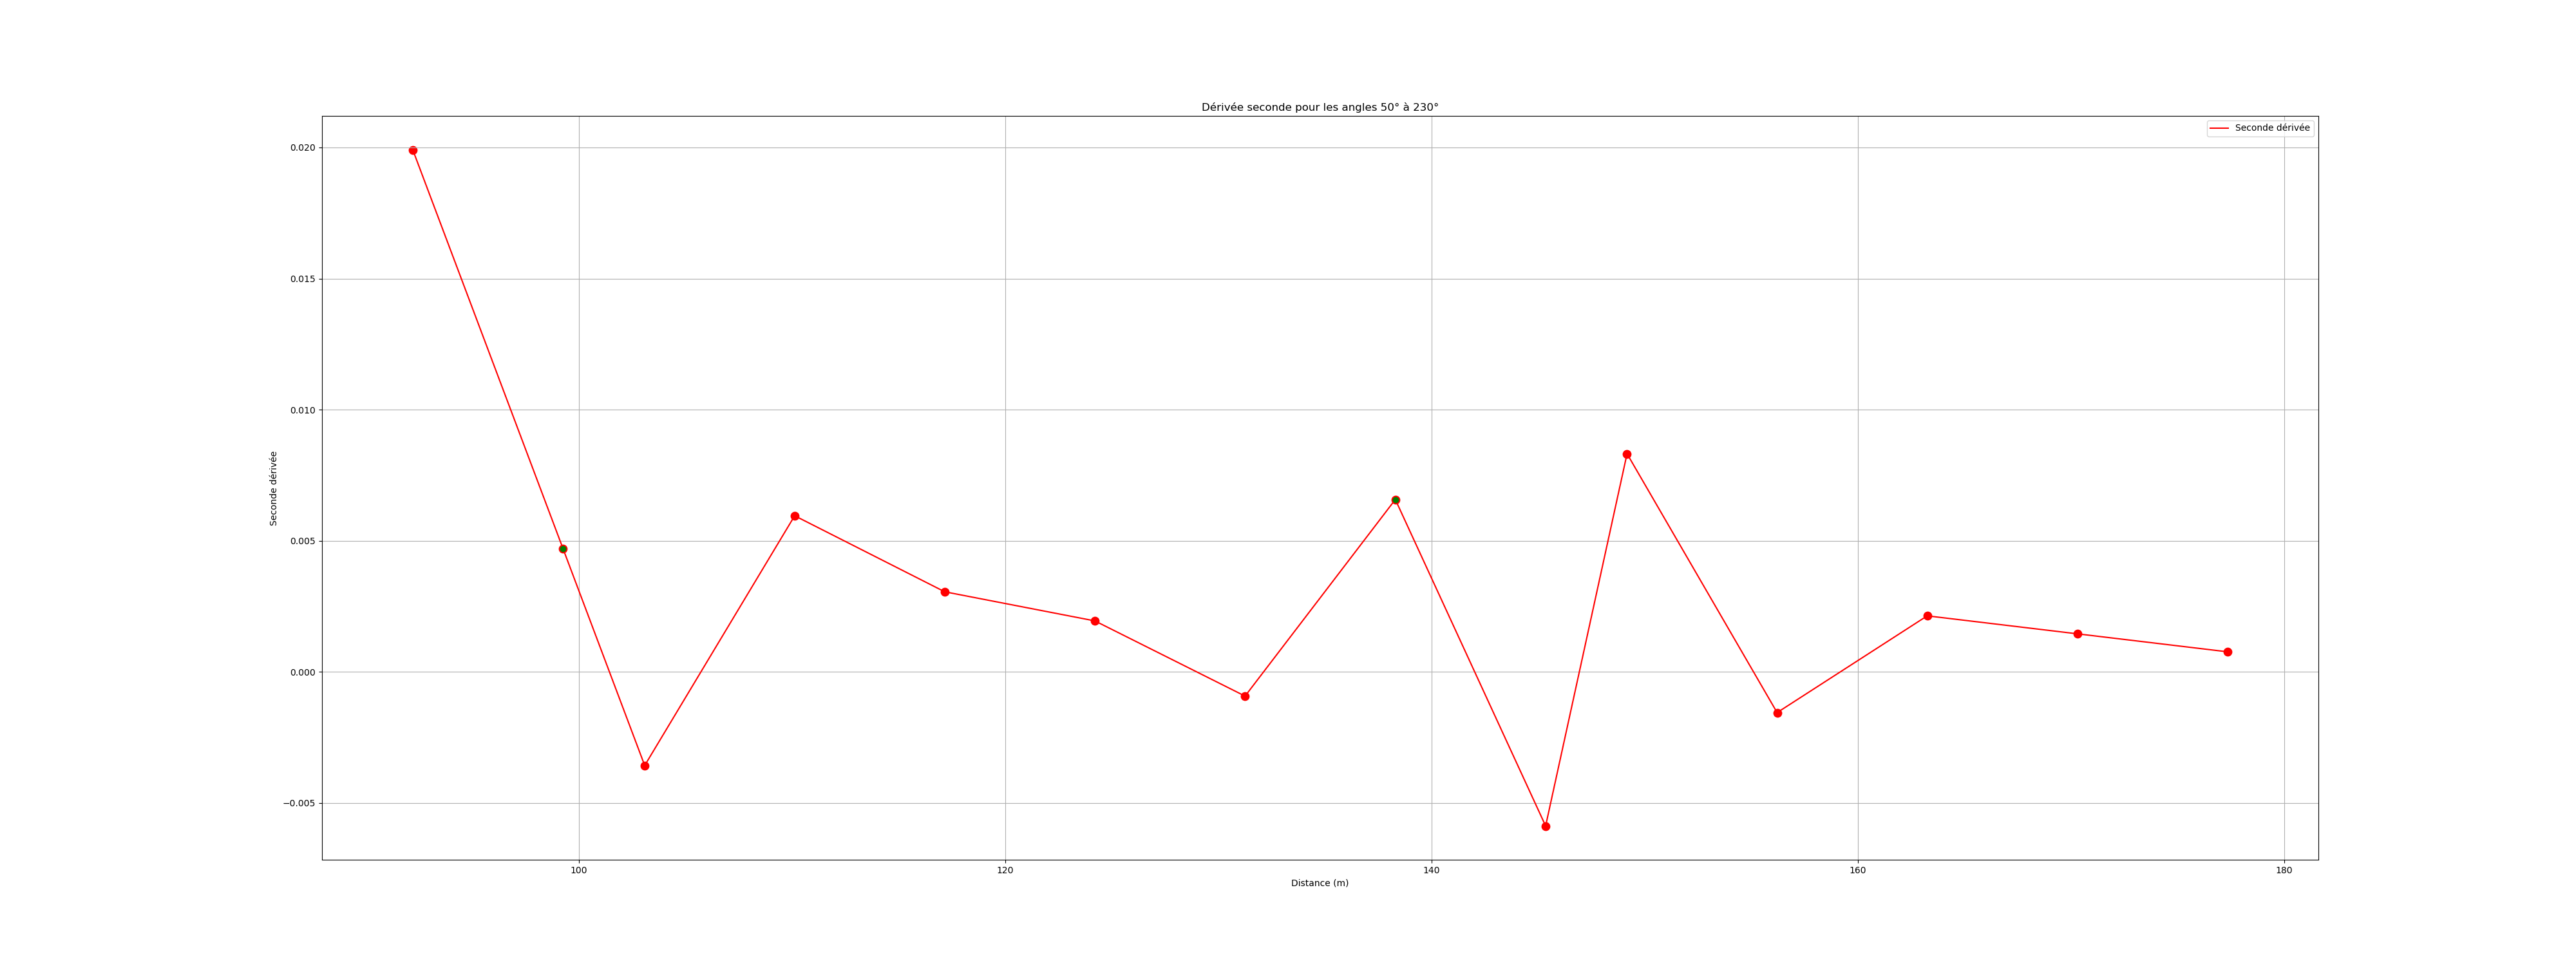 Dérivée seconde pour les angles 50° à 230°
Seconde dérivée
0.020
0.015
0.010
0.005
0.000
−0.005
Seconde dérivée
100
120
140
160
180
Distance (m)